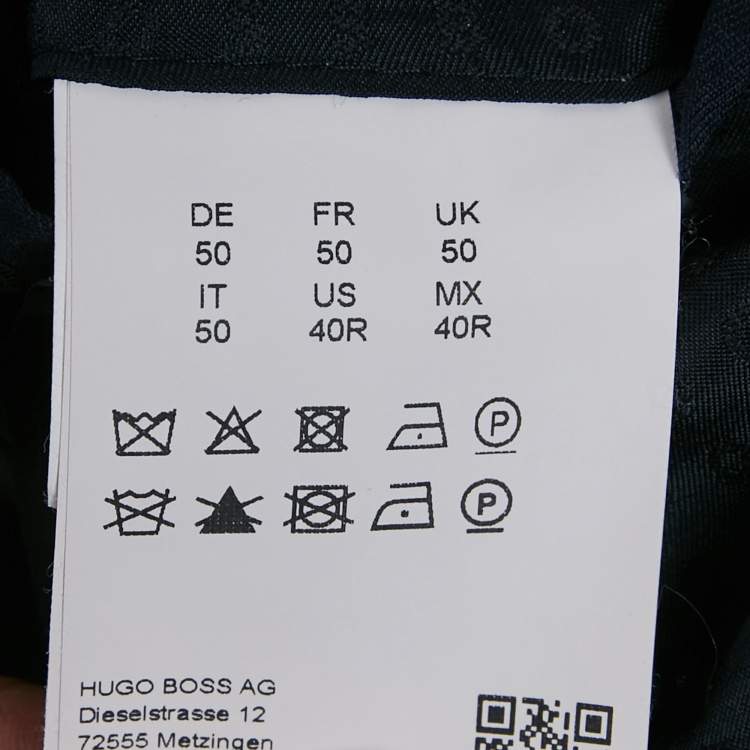 DE FR UK
50 50 50
IT US MX
50 40R 40R
P
P
HUGO BOSS AG
Dieselstrasse 12
72555 Metzingen